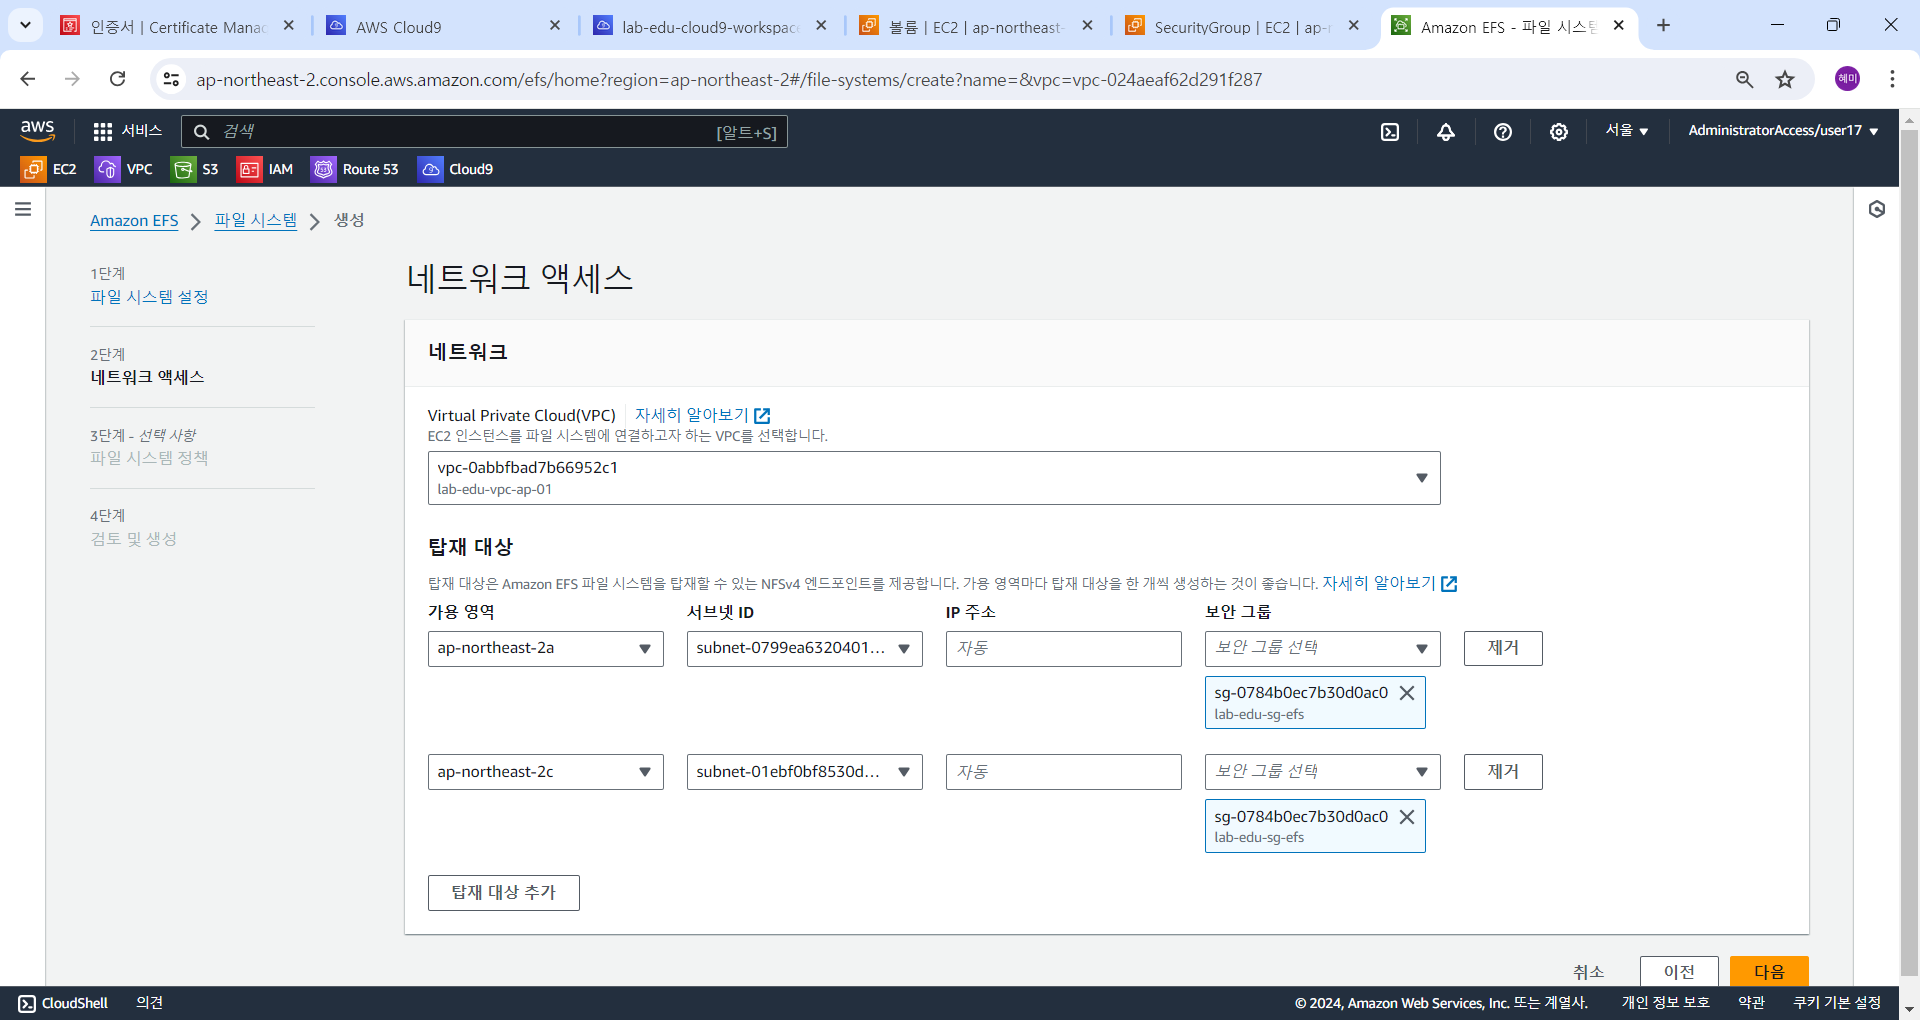 인증서 | Certificate Manac
AWS Cloud9
lab-edu-cloud9-workspac
볼륨 | EC2 | ap-northeast-
SecurityGroup | EC2 | ap-r
Amazon EFS - 파일 시스템
ap-northeast-2.console.aws.amazon.com/efs/home?region=ap-northeast-2#/file-systems/create?name=&vpc=vpc-024aeaf62d291f287
혜미
aws
서비스
검색
[알트+S]
서울
AdministratorAccess/user17
EC2
VPC
S3
IAM
Route 53
Cloud9
Amazon EFS
파일 시스템
생성
1단계
파일 시스템 설정
2단계
네트워크 액세스
3단계 - 선택 사항
파일 시스템 정책
4단계
검토 및 생성
네트워크 액세스
네트워크
Virtual Private Cloud(VPC) 자세히 알아보기
EC2 인스턴스를 파일 시스템에 연결하고자 하는 VPC를 선택합니다.
vpc-0abbfbad7b66952c1
lab-edu-vpc-ap-01
탑재 대상
탑재 대상은 Amazon EFS 파일 시스템을 탑재할 수 있는 NFSv4 엔드포인트를 제공합니다. 가용 영역마다 탑재 대상을 한 개씩 생성하는 것이 좋습니다. 자세히 알아보기
가용 영역 서브넷 ID IP 주소 보안 그룹
ap-northeast-2a subnet-0799ea6320401... 자동 보안 그룹 선택 제거
sg-0784b0ec7b30d0ac0
lab-edu-sg-efs
ap-northeast-2c subnet-01ebf0bf8530d... 자동 보안 그룹 선택 제거
sg-0784b0ec7b30d0ac0
lab-edu-sg-efs
탑재 대상 추가
취소 이전 다음
CloudShell 의견
© 2024, Amazon Web Services, Inc. 또는 계열사. 개인 정보 보호 약관 쿠키 기본 설정